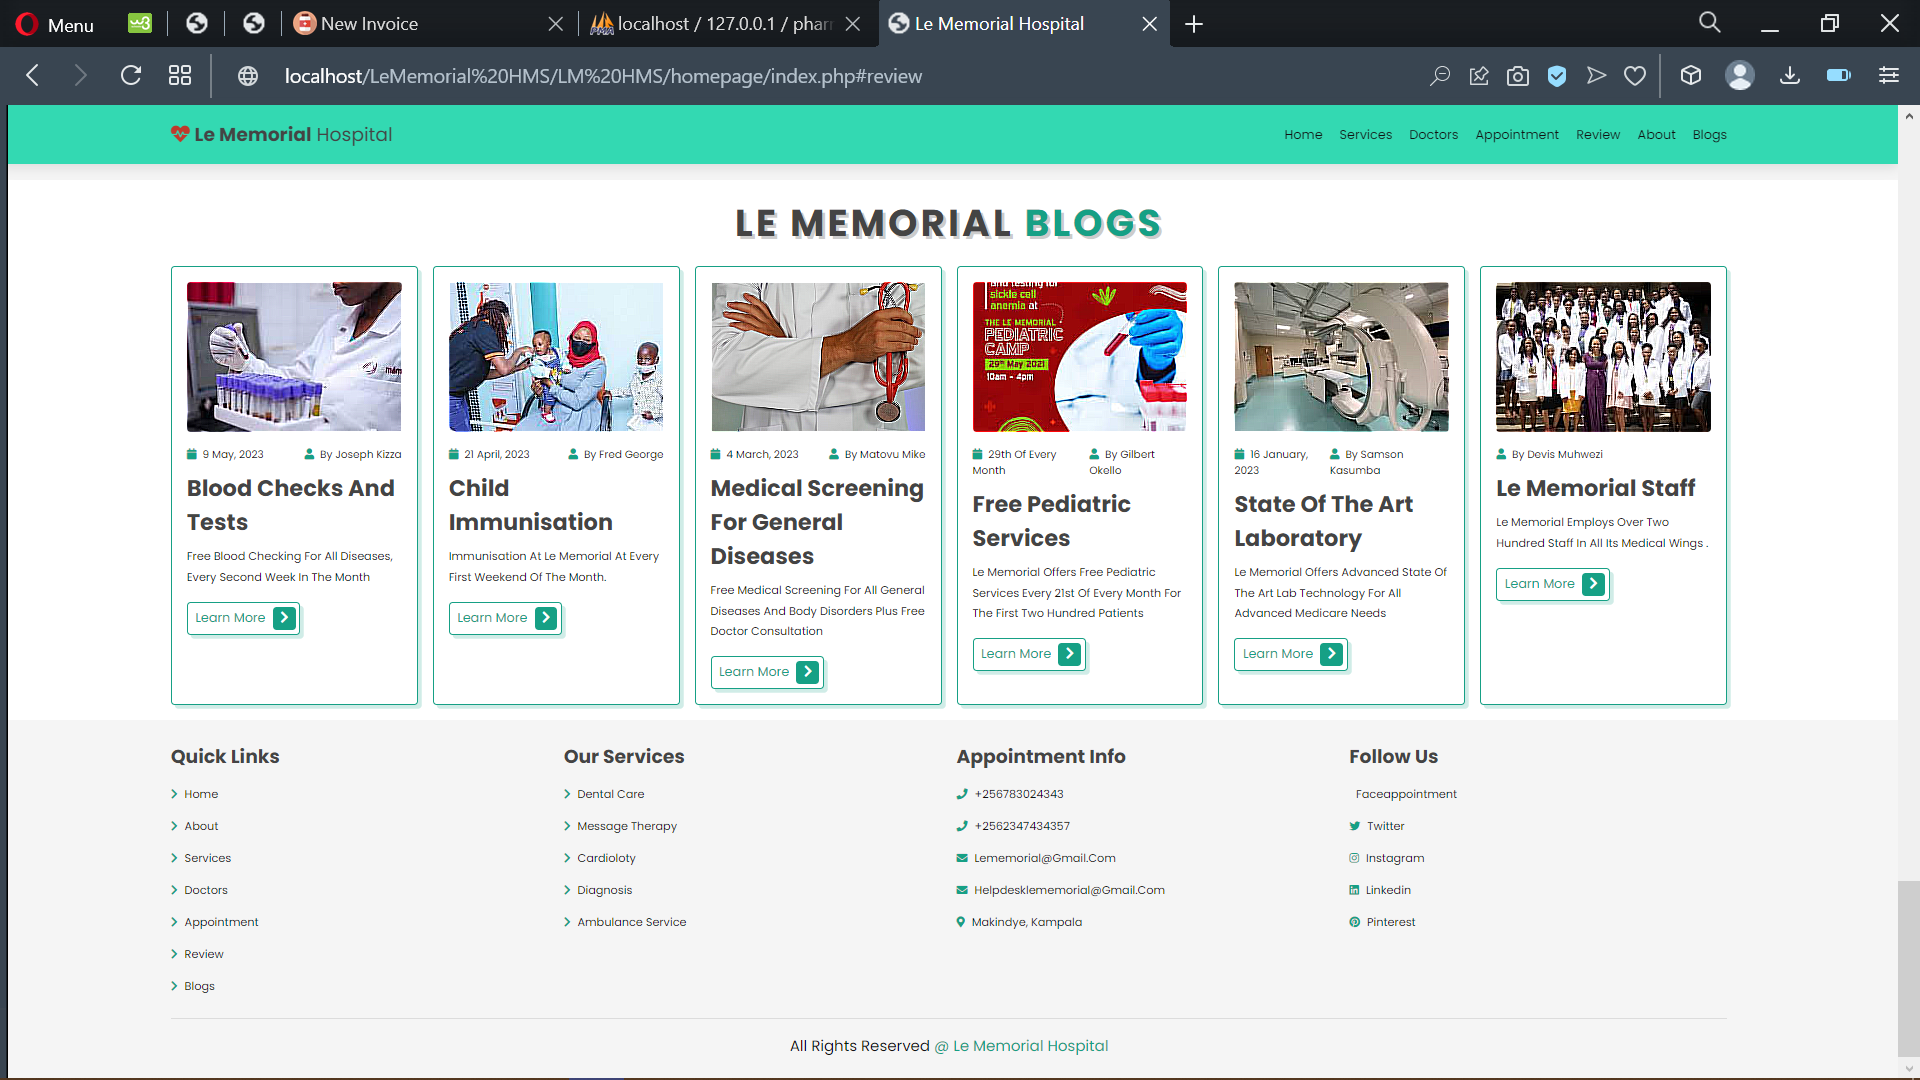 Menu
New Invoice
localhost / 127.0.0.1 / phar
Le Memorial Hospital
localhost/LeMemorial%20HMS/LM%20HMS/homepage/index.php#review
Le Memorial Hospital
Home Services Doctors Appointment Review About Blogs
LE MEMORIAL BLOGS
9 May, 2023 By Joseph Kizza
Blood Checks And
Tests
Free Blood Checking For All Diseases,
Every Second Week In The Month
Learn More
21 April, 2023 By Fred George
Child
Immunisation
Immunisation At Le Memorial At Every
First Weekend Of The Month.
Learn More
4 March, 2023 By Matovu Mike
Medical Screening
For General
Diseases
Free Medical Screening For All General
Diseases And Body Disorders Plus Free
Doctor Consultation
Learn More
and testing for
sickle cell
anemia at
THE LE MEMORIAL
PEDIATRIC
CAMP
29th May 2021
10am - 4pm
29th Of Every
Month
By Gilbert
Okello
Free Pediatric
Services
Le Memorial Offers Free Pediatric
Services Every 21st Of Every Month For
The First Two Hundred Patients
Learn More
16 January,
2023
By Samson
Kasumba
State Of The Art
Laboratory
Le Memorial Offers Advanced State Of
The Art Lab Technology For All
Advanced Medicare Needs
Learn More
By Devis Muhwezi
Le Memorial Staff
Le Memorial Employs Over Two
Hundred Staff In All Its Medical Wings .
Learn More
Quick Links
Home
About
Services
Doctors
Appointment
Review
Blogs
Our Services
Dental Care
Message Therapy
Cardioloty
Diagnosis
Ambulance Service
Appointment Info
+256783024343
+2562347434357
Lememorial@Gmail.Com
Helpdesklememorial@Gmail.Com
Makindye, Kampala
Follow Us
Faceappointment
Twitter
Instagram
Linkedin
Pinterest
All Rights Reserved @ Le Memorial Hospital